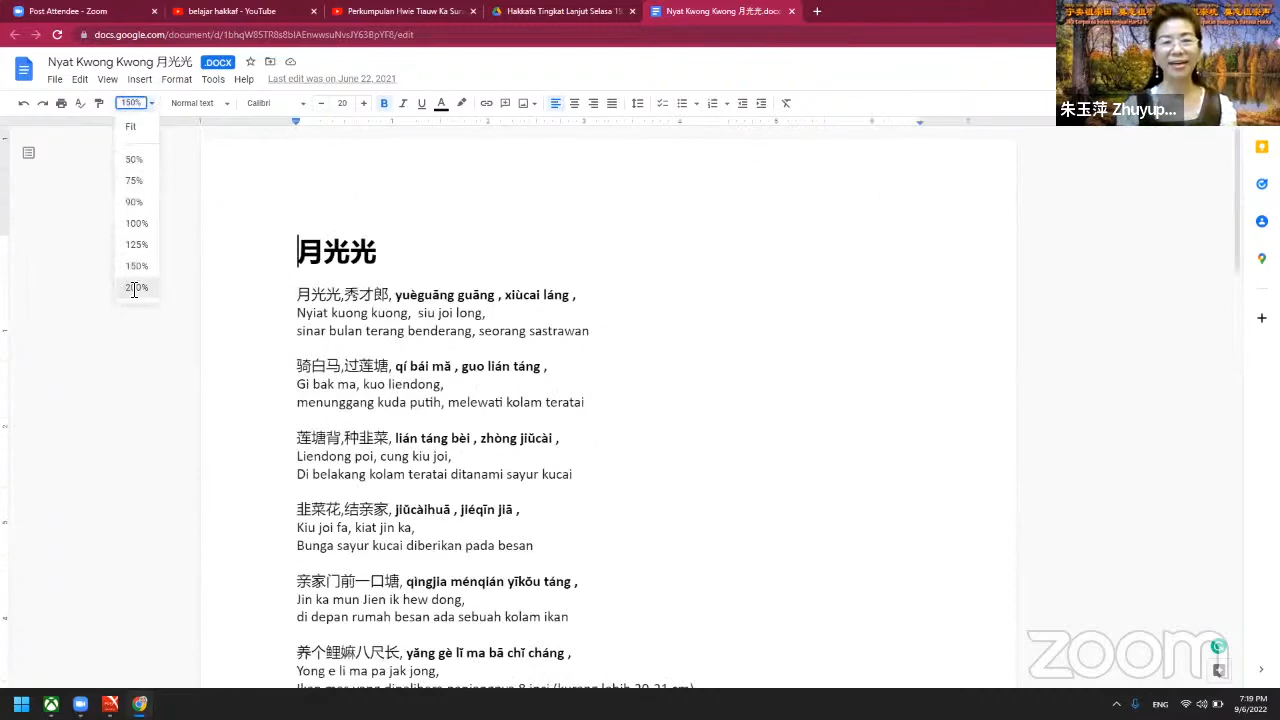 Post Attendee - Zoom
belajar hakkaf - YouTube
Perkumpulan Hwie Tiauw Ka Sun
Hakkafa Tingkat Lanjut Selasa 19
Nyat Kwong Kwong 月光光.docx
docs.google.com/document/d/1bhqW85TR8s8bIAEnwwsuNvsJY63BpYF8/edit
Nyat Kwong Kwong 月光光 .DOCX
File Edit View Insert Format Tools Help Last edit was on June 22, 2021
150% Normal text Calibri 20
Fit
50%
75%
90%
100%
125%
150%
200%
朱玉萍 Zhuyup...
月光光
月光光,秀才郎, yuèguāng guāng , xiùcai láng ,
Nyiat kuong kuong, siu joi long,
sinar bulan terang benderang, seorang sastrawan
骑白马,过莲塘, qí bái mǎ , guo lián táng ,
Gi bak ma, kuo liendong,
menunggang kuda putih, melewati kolam teratai
莲塘背,种韭菜, lián táng bèi , zhòng jiǔcài ,
Liendong poi, cung kiu joi,
Di belakang kolam teratai ditanami sayur kucai
韭菜花,结亲家, jiǔcàihuā , jiéqīn jiā ,
Kiu joi fa, kiat jin ka,
Bunga sayur kucai diberikan pada besan
亲家门前一口塘, qìngjia ménqián yīkǒu táng ,
Jin ka mun Jien ik hew dong,
di depan rumah besan ada sebuah kolam ikan
养个鲤嫲八尺长, yǎng gè lǐ ma bā chǐ cháng ,
Yong e li ma pa jak jong,
zoom
ENG
7:19 PM
9/6/2022